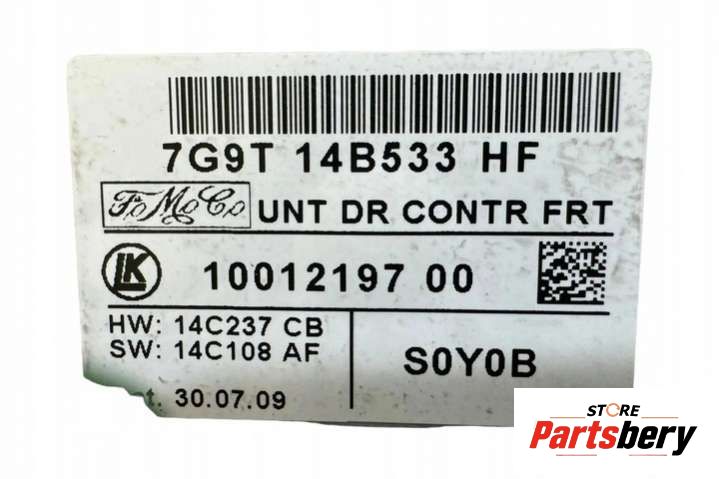 7G9T 14B533 HF
FoMoCo UNT DR CONTR FRT
LK 10012197 00
HW: 14C237 CB
SW: 14C108 AF
S0Y0B
t. 30.07.09
STORE
Partsbery